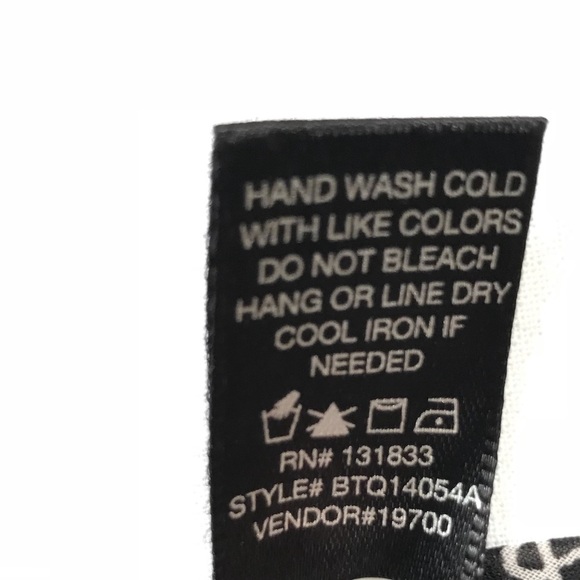 HAND WASH COLD
WITH LIKE COLORS
DO NOT BLEACH
HANG OR LINE DRY
COOL IRON IF
NEEDED
RN# 131833
STYLE# BTQ14054A
VENDOR#19700